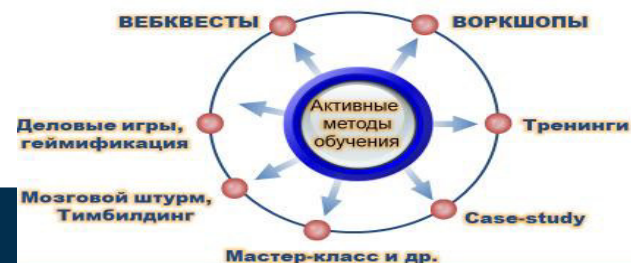 ВЕБКВЕСТЫ
ВОРКШОПЫ
Активные
методы
обучения
Деловые игры,
геймификация
Тренинги
Мозговой штурм,
Тимбилдинг
Case-study
Мастер-класс и др.